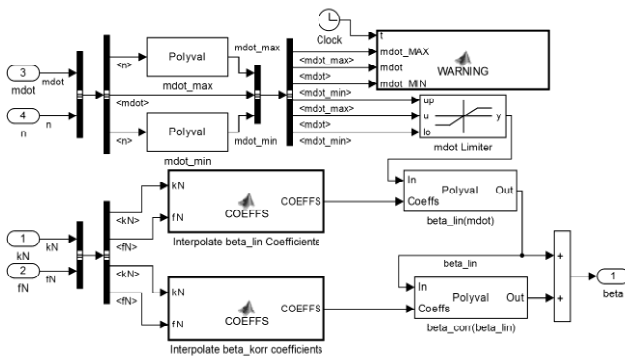 Clock
t
mdot_MAX
mdot
mdot_MIN
WARNING
<n>
Polyval
mdot_max
mdot_max
3
mdot
mdot
4
n
n
<mdot>
<n>
Polyval
mdot_min
mdot_min
<mdot_max>
<mdot>
<mdot_min>
<mdot_max>
<mdot>
<mdot_min>
up
u
lo
y
mdot Limiter
In
Coeffs
Polyval
Out
beta_lin(mdot)
<kN>
<fN>
kN
fN
COEFFS
COEFFS
Interpolate beta_lin Coefficients
1
kN
kN
2
fN
fN
<kN>
<fN>
kN
fN
COEFFS
COEFFS
Interpolate beta_korr coefficients
beta_lin
In
Coeffs
Polyval
Out
beta_corr(beta_lin)
+
+
1
beta